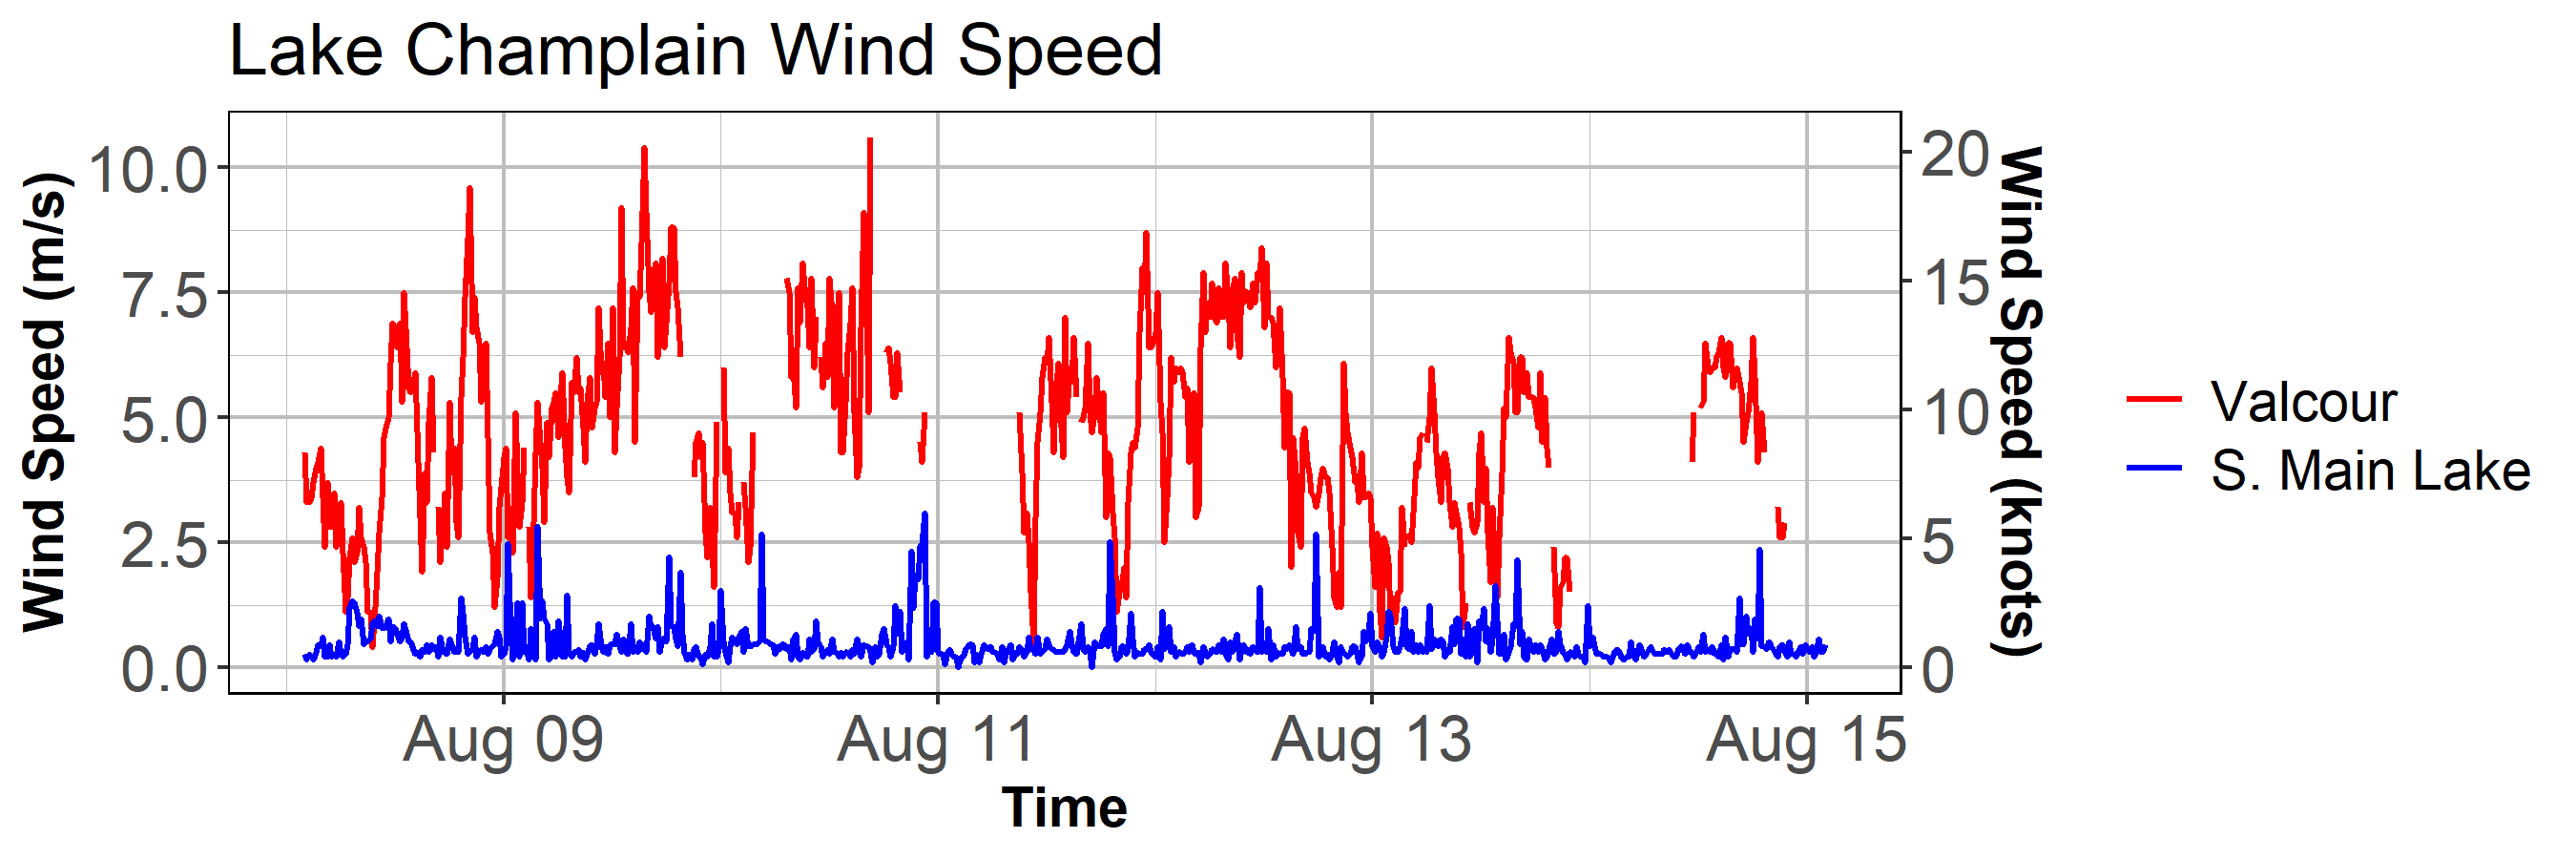 Lake Champlain Wind Speed
Wind Speed (m/s)
10.0
7.5
5.0
2.5
0.0
20
15
10
5
0
Wind Speed (knots)
Aug 09
Aug 11
Aug 13
Aug 15
Time
Valcour
S. Main Lake